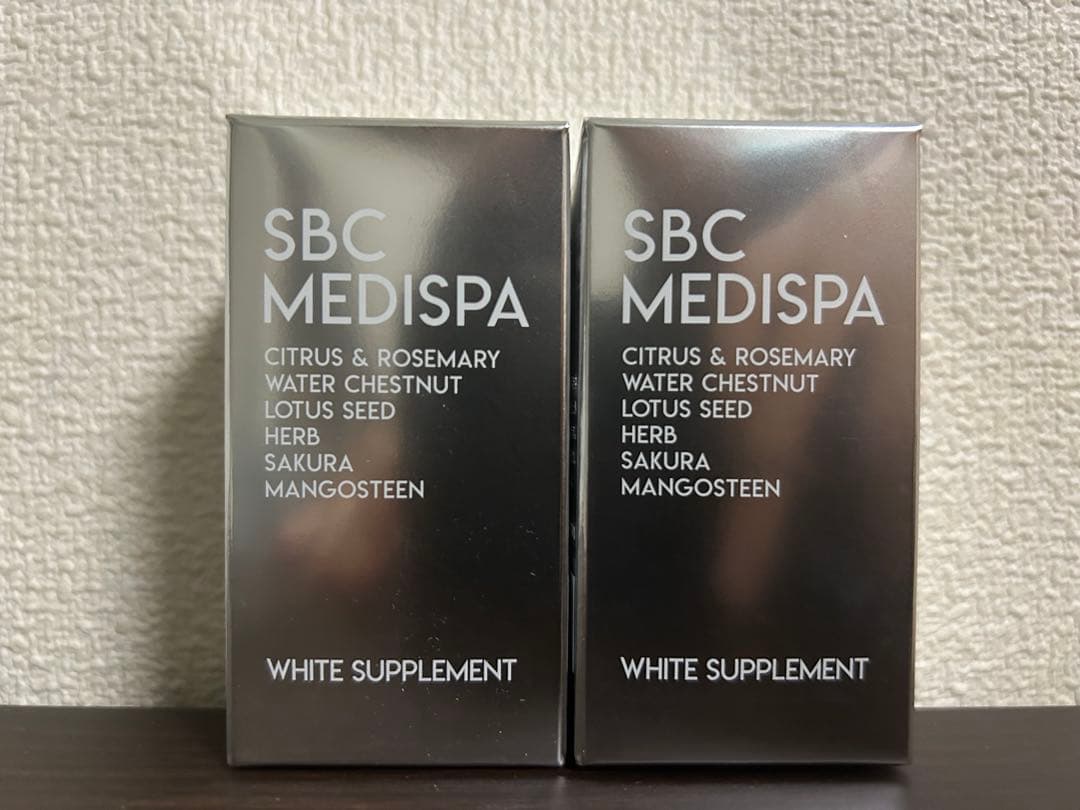 SBC
MEDISPA
CITRUS & ROSEMARY
WATER CHESTNUT
LOTUS SEED
HERB
SAKURA
MANGOSTEEN
WHITE SUPPLEMENT
SBC
MEDISPA
CITRUS & ROSEMARY
WATER CHESTNUT
LOTUS SEED
HERB
SAKURA
MANGOSTEEN
WHITE SUPPLEMENT